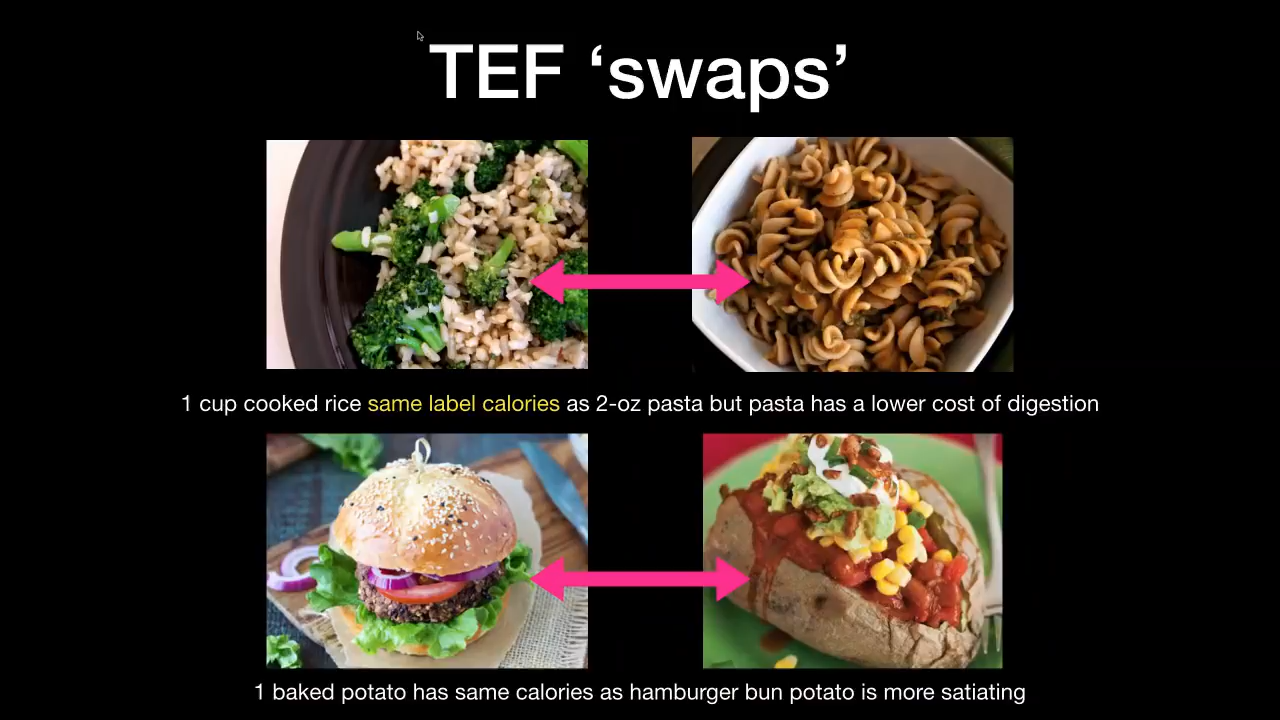 TEF ‘swaps’
1 cup cooked rice same label calories as 2-oz pasta but pasta has a lower cost of digestion
1 baked potato has same calories as hamburger bun potato is more satiating